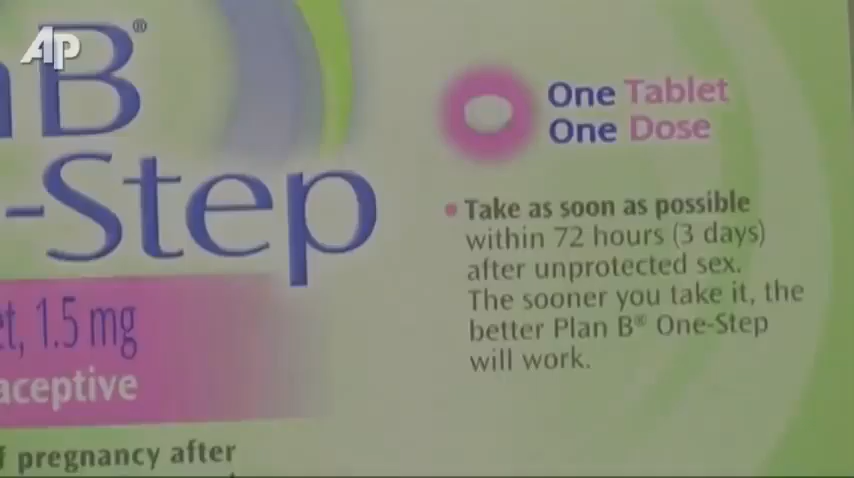 AP
B®
-Step
1.5 mg
pregnancy after
One Tablet
One Dose
Take as soon as possible
within 72 hours (3 days)
after unprotected sex.
The sooner you take it, the
better Plan B® One-Step
will work.